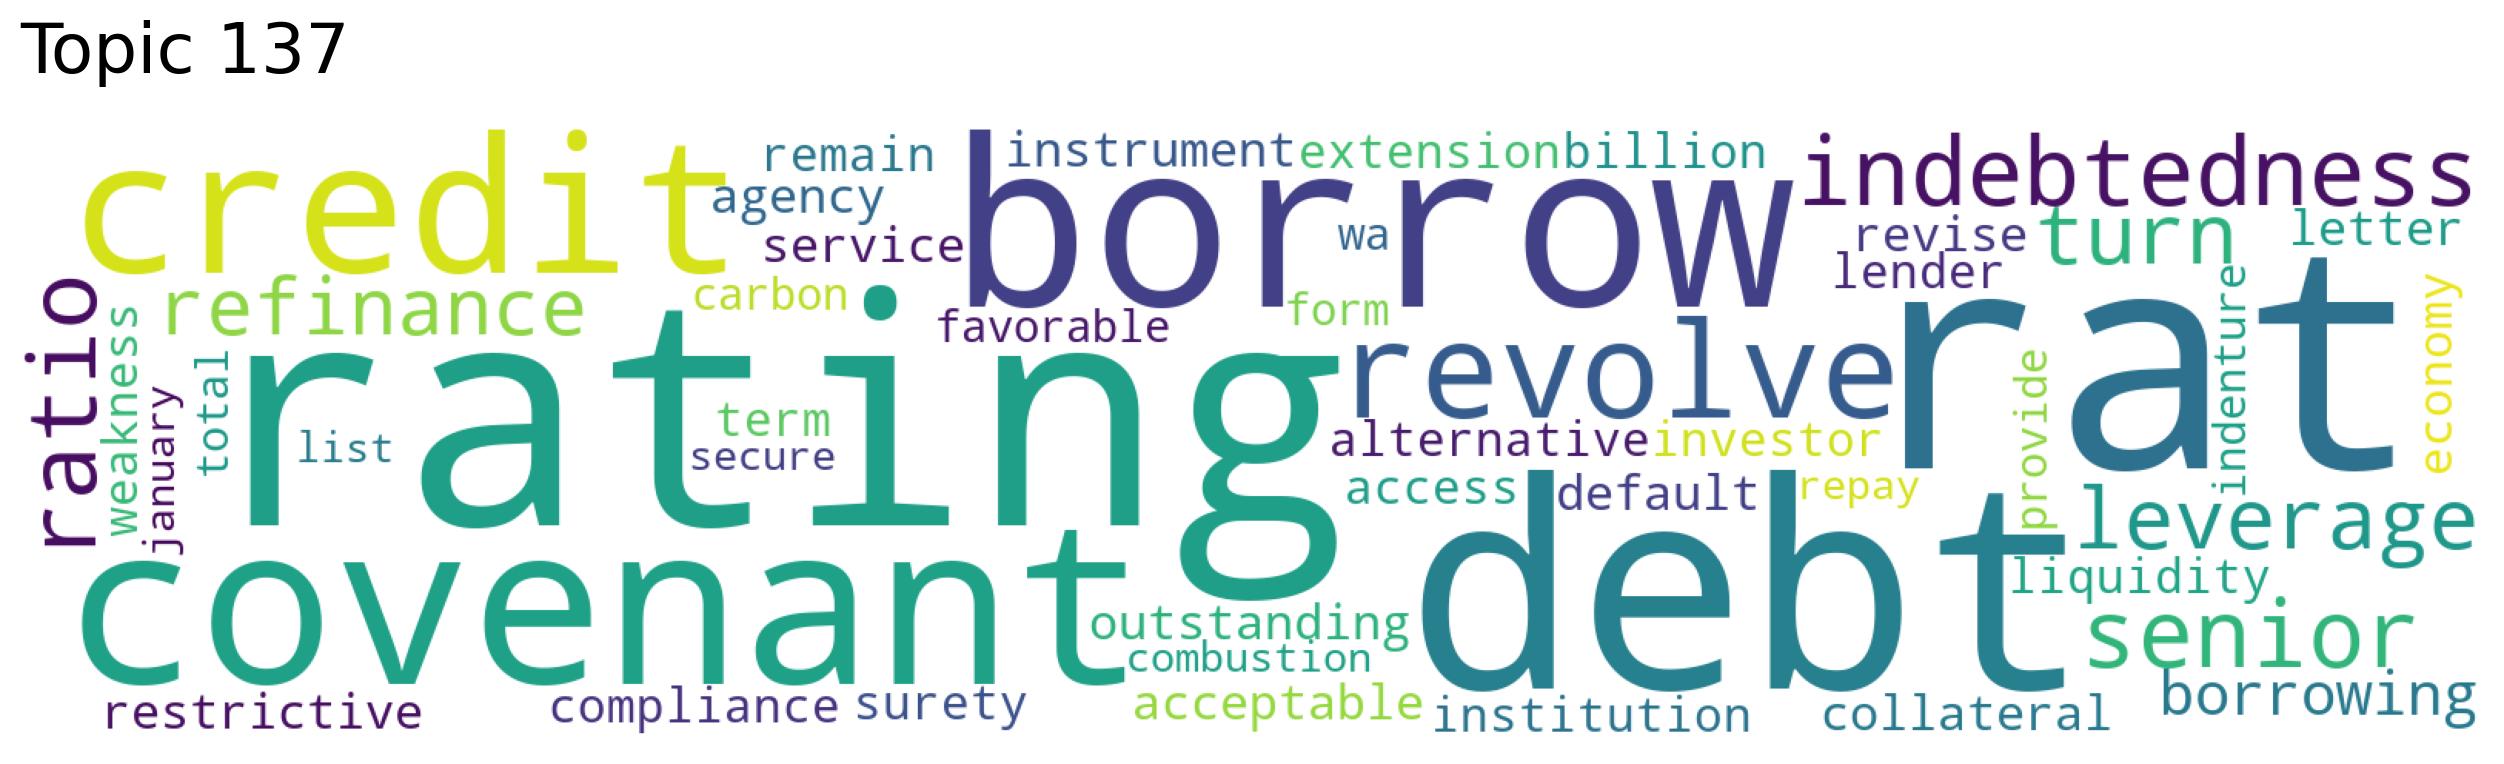 Topic 137
credit
remain
agency
service
borrow
instrument
extension
billion
indebtedness
wa
revise
lender
turn
letter
ratio
weakness
january
total
refinance
carbon
favorable
form
rating
list
term
secure
revolve
rat
indenture
economy
provide
alternative
investor
access
default
repay
leverage
liquidity
covenant
debt
outstanding
combustion
senior
restrictive
compliance
surety
acceptable
institution
collateral
borrowing